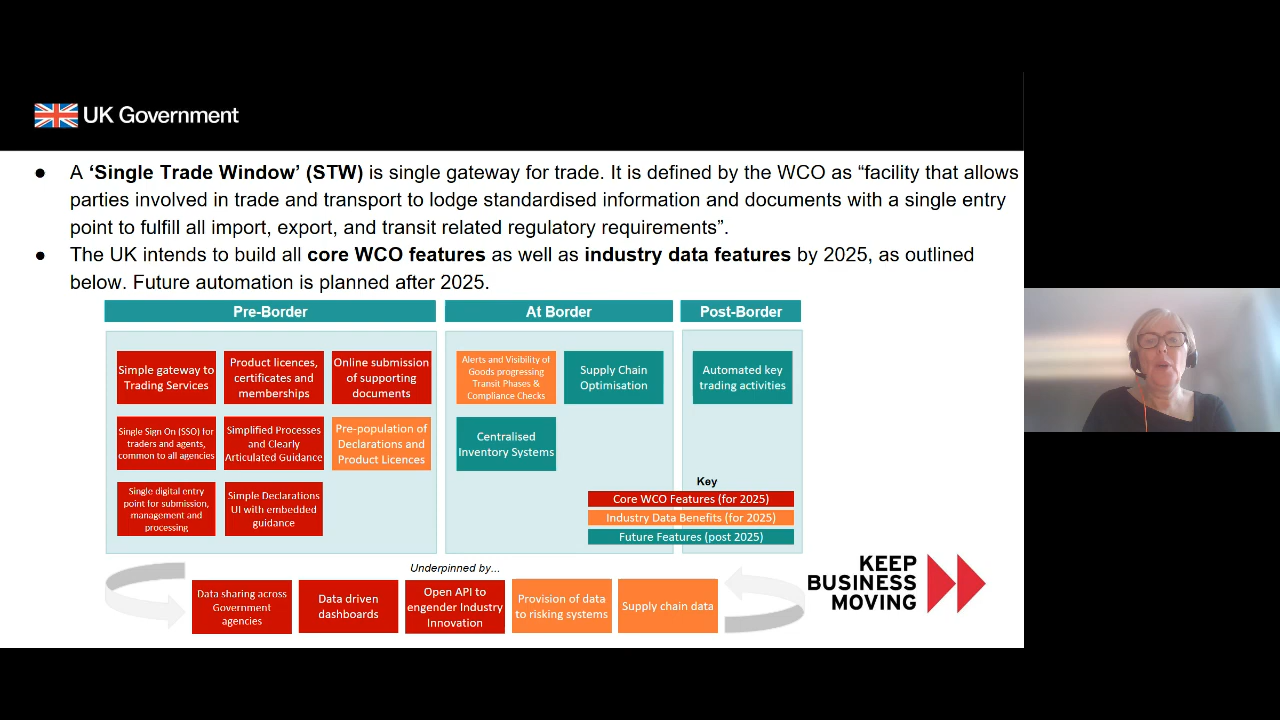 UK Government
● A ‘Single Trade Window’ (STW) is single gateway for trade. It is defined by the WCO as “facility that allows
parties involved in trade and transport to lodge standardised information and documents with a single entry
point to fulfill all import, export, and transit related regulatory requirements”.
● The UK intends to build all core WCO features as well as industry data features by 2025, as outlined
below. Future automation is planned after 2025.
Pre-Border
At Border
Post-Border
Simple gateway to
Trading Services
Product licences,
certificates and
memberships
Online submission
of supporting
documents
Alerts and Visibility of
Goods progressing
Transit Phases &
Compliance Checks
Supply Chain
Optimisation
Automated key
trading activities
Single Sign On (SSO) for
traders and agents,
common to all agencies
Simplified Processes
and Clearly
Articulated Guidance
Pre-population of
Declarations and
Product Licences
Centralised
Inventory Systems
Single digital entry
point for submission,
management and
processing
Simple Declarations
UI with embedded
guidance
Key
Core WCO Features (for 2025)
Industry Data Benefits (for 2025)
Future Features (post 2025)
Underpinned by...
Data sharing across
Government
agencies
Data driven
dashboards
Open API to
engender Industry
Innovation
Provision of data
to risking systems
Supply chain data
KEEP
BUSINESS
MOVING